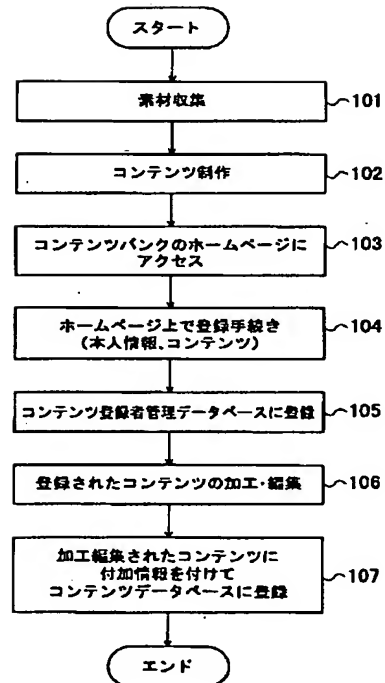 スタート
素材収集
101
コンテンツ制作
102
コンテンツバンクのホームページに
アクセス
103
ホームページ上で登録手続き
(本人情報、コンテンツ)
104
コンテンツ登録者管理データベースに登録
105
登録されたコンテンツの加工・編集
106
加工編集されたコンテンツに
付加情報を付けて
コンテンツデータベースに登録
107
エンド